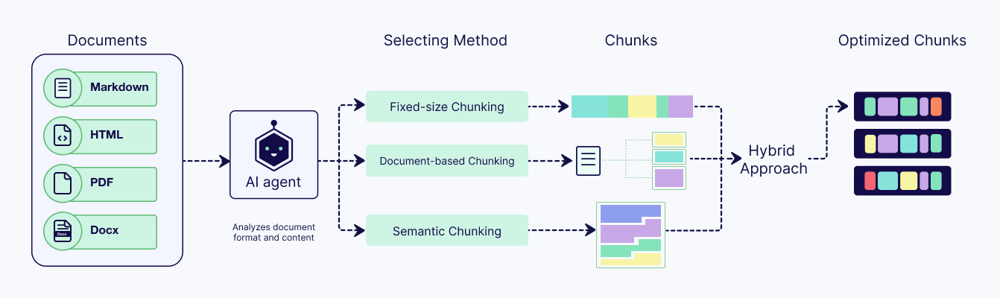 Documents
Selecting Method
Chunks
Optimized Chunks
Markdown
HTML
PDF
Docx
Docx
AI agent
Analyzes document
format and content
Fixed-size Chunking
Document-based Chunking
Semantic Chunking
Hybrid
Approach